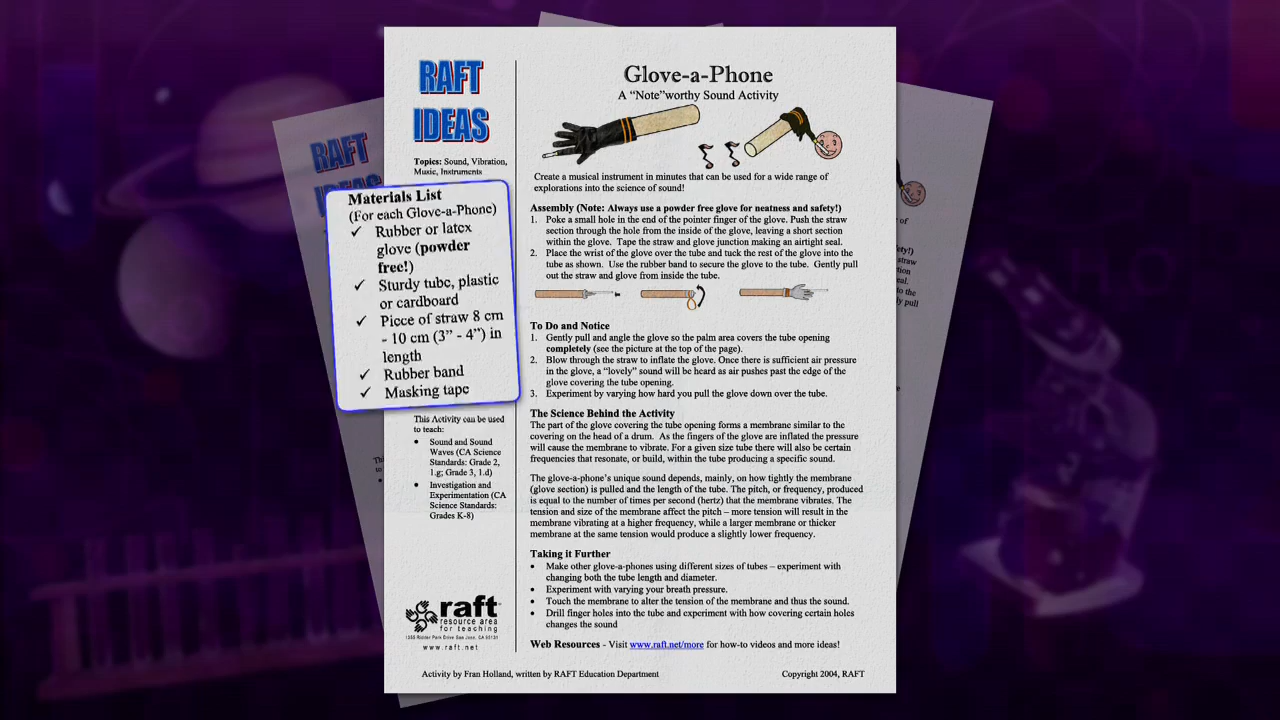 RAFT
IDEAS
Topics: Sound, Vibration,
Music, Instruments
Materials List
(For each Glove-a-Phone)
✓ Rubber or latex
glove (powder
free!)
✓ Sturdy tube, plastic
or cardboard
✓ Piece of straw 8 cm
- 10 cm (3” - 4”) in
length
✓ Rubber band
✓ Masking tape
This Activity can be used
to teach:
• Sound and Sound
Waves (CA Science
Standards: Grade 2,
1.g; Grade 3, 1.d)
• Investigation and
Experimentation (CA
Science Standards:
Grades K-8)
raft
resource area
for teaching
1355 Ridder Park Drive San Jose, CA 95131
www.raft.net
Glove-a-Phone
A “Note”worthy Sound Activity
Create a musical instrument in minutes that can be used for a wide range of
explorations into the science of sound!
Assembly (Note: Always use a powder free glove for neatness and safety!)
1. Poke a small hole in the end of the pointer finger of the glove. Push the straw
section through the hole from the inside of the glove, leaving a short section
within the glove. Tape the straw and glove junction making an airtight seal.
2. Place the wrist of the glove over the tube and tuck the rest of the glove into the
tube as shown. Use the rubber band to secure the glove to the tube. Gently pull
out the straw and glove from inside the tube.
To Do and Notice
1. Gently pull and angle the glove so the palm area covers the tube opening
completely (see the picture at the top of the page).
2. Blow through the straw to inflate the glove. Once there is sufficient air pressure
in the glove, a “lovely” sound will be heard as air pushes past the edge of the
glove covering the tube opening.
3. Experiment by varying how hard you pull the glove down over the tube.
The Science Behind the Activity
The part of the glove covering the tube opening forms a membrane similar to the
covering on the head of a drum. As the fingers of the glove are inflated the pressure
will cause the membrane to vibrate. For a given size tube there will also be certain
frequencies that resonate, or build, within the tube producing a specific sound.
The glove-a-phone’s unique sound depends, mainly, on how tightly the membrane
(glove section) is pulled and the length of the tube. The pitch, or frequency, produced
is equal to the number of times per second (hertz) that the membrane vibrates. The
tension and size of the membrane affect the pitch – more tension will result in the
membrane vibrating at a higher frequency, while a larger membrane or thicker
membrane at the same tension would produce a slightly lower frequency.
Taking it Further
• Make other glove-a-phones using different sizes of tubes – experiment with
changing both the tube length and diameter.
• Experiment with varying your breath pressure.
• Touch the membrane to alter the tension of the membrane and thus the sound.
• Drill finger holes into the tube and experiment with how covering certain holes
changes the sound
Web Resources - Visit www.raft.net/more for how-to videos and more ideas!
Activity by Fran Holland, written by RAFT Education Department
Copyright 2004, RAFT
RAFT